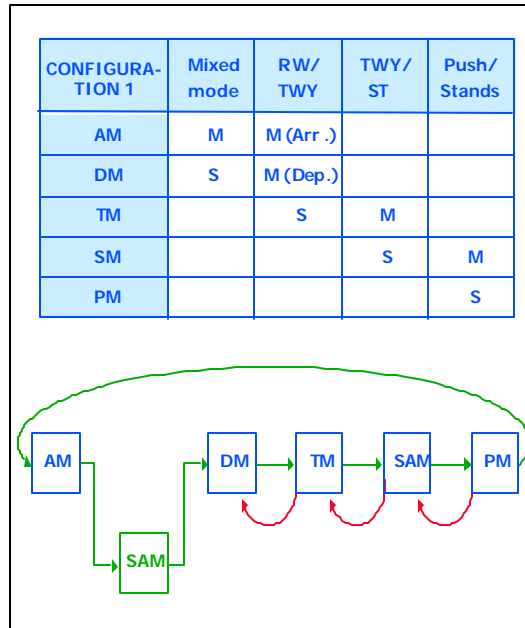 CONFIGURA-
TION 1
Mixed
mode
RW/
TWY
TWY/
ST
Push/
Stands
AM M M (Arr .)
DM S M (Dep.)
TM S M
SM S M
PM S
AM DM TM SAM PM
SAM